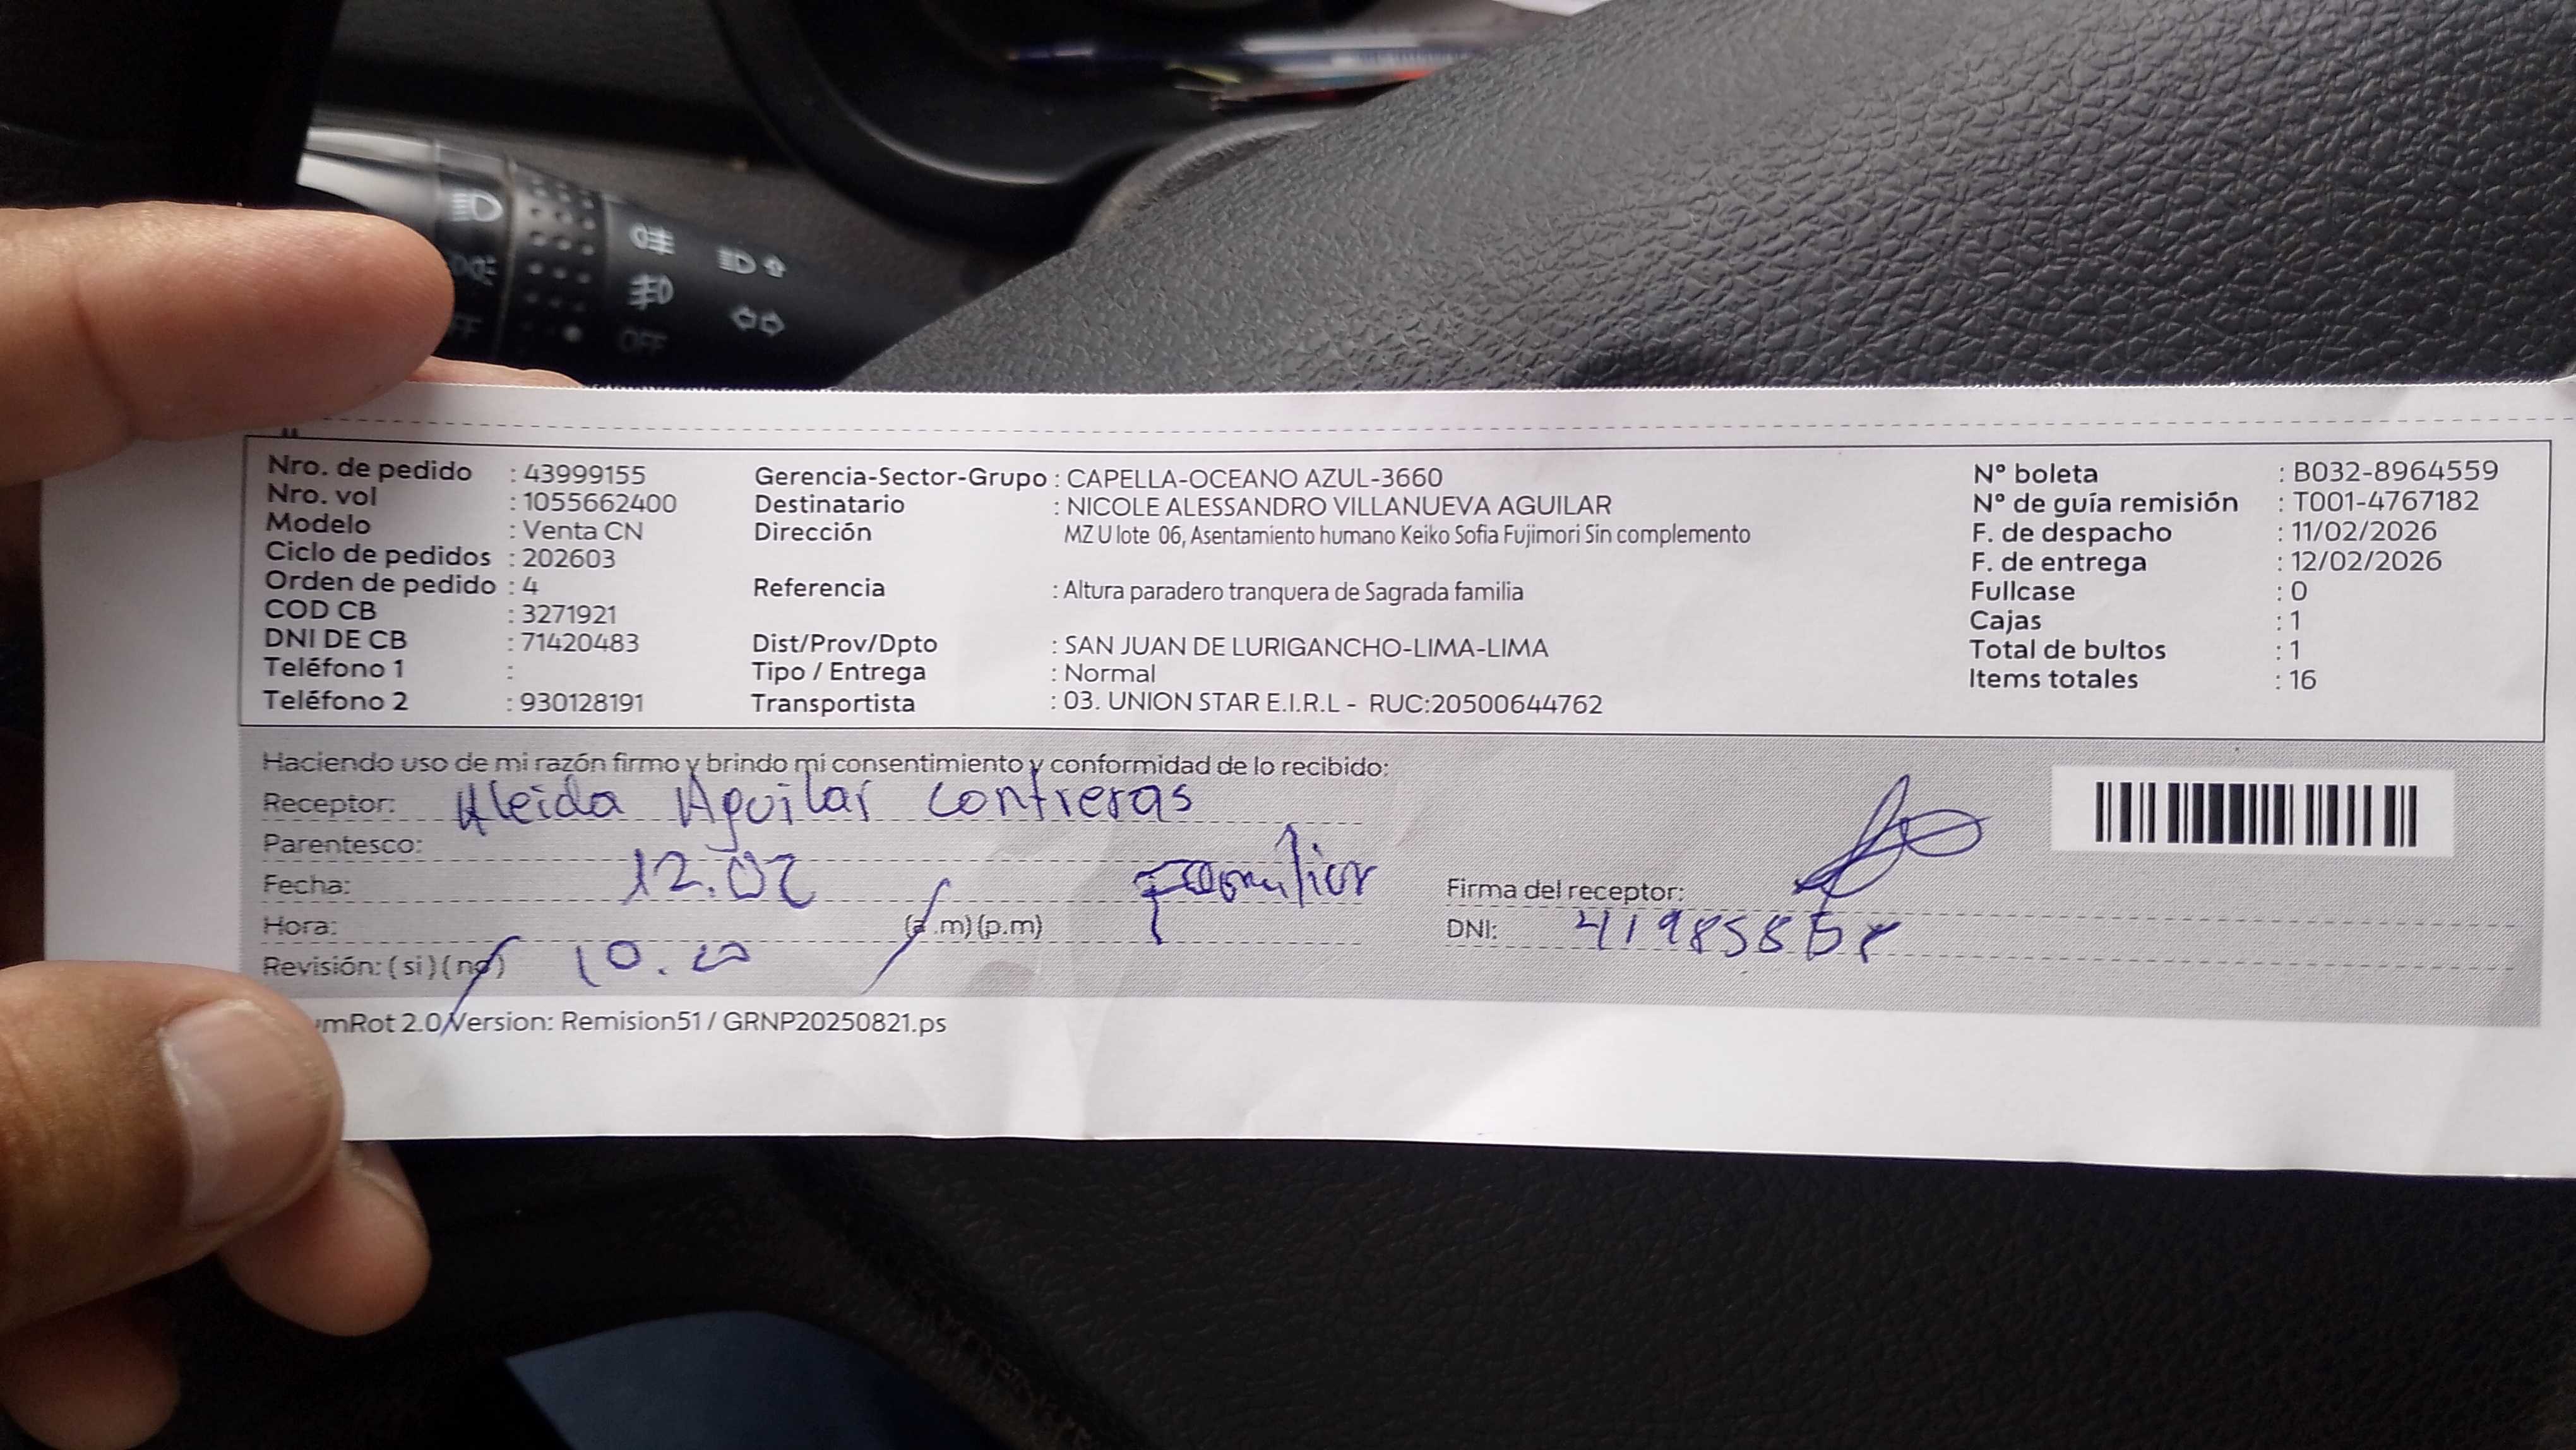 OFF
Nro. de pedido : 43999155
Nro. vol : 1055662400
Modelo : Venta CN
Ciclo de pedidos : 202603
Orden de pedido : 4
COD CB : 3271921
DNI DE CB : 71420483
Teléfono 1 :
Teléfono 2 : 930128191
Gerencia-Sector-Grupo : CAPELLA-OCEANO AZUL-3660
Destinatario : NICOLE ALESSANDRO VILLANUEVA AGUILAR
Dirección MZ U lote 06, Asentamiento humano Keiko Sofia Fujimori Sin complemento
Referencia : Altura paradero tranquera de Sagrada familia
Dist/Prov/Dpto : SAN JUAN DE LURIGANCHO-LIMA-LIMA
Tipo / Entrega : Normal
Transportista : 03. UNION STAR E.I.R.L - RUC:20500644762
N° boleta : B032-8964559
N° de guía remisión : T001-4767182
F. de despacho : 11/02/2026
F. de entrega : 12/02/2026
Fullcase : 0
Cajas : 1
Total de bultos : 1
Items totales : 16
Haciendo uso de mi razón firmo y brindo mi consentimiento y conformidad de lo recibido:
Receptor: Aleida Aguilar Contreras
Parentesco: familiar
Fecha: 12.02
Hora: (a.m)(p.m)
Revisión: (si)(no) 10.20
Firma del receptor:
DNI:
mRot 2.0/Version: Remision51 / GRNP20250821.ps